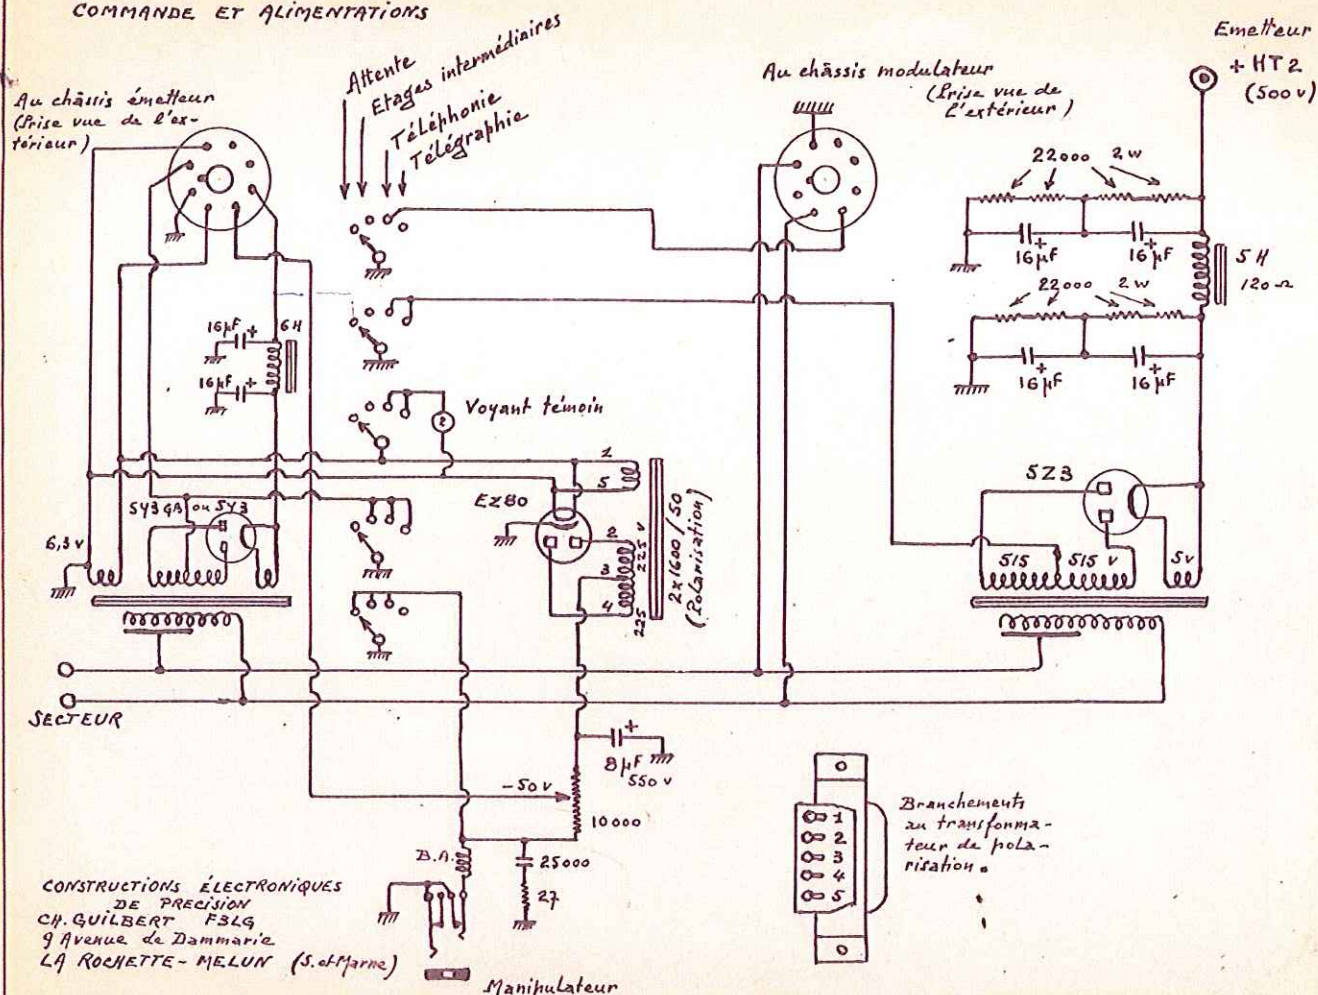 COMMANDE ET ALIMENTATIONS
Au châssis émetteur
(Prise vue de l'ex-
térieur)
Attente
Etages intermédiaires
Téléphonie
Télégraphie
Au châssis modulateur
(Prise vue de
l'extérieur)
Emetteur
+ HT2
(500 v)
22000 2 w
16µF
16µF
5 H
120 Ω
22000 2 w
16µF
16µF
16µF
6 H
16µF
Voyant témoin
1
5
EZ80
2
3
4
225 v
225
2x1600/50
(Polarisation)
5Y3GB ou 5Y3
6,3 v
5Z3
515
515 v
5v
SECTEUR
8 µF
550 v
-50 v
10000
B.A.
25000
27
Manipulateur
1
2
3
4
5
Branchements
au transforma-
teur de pola-
risation.
CONSTRUCTIONS ÉLECTRONIQUES
DE PRECISION
CH. GUILBERT F3LG
9 Avenue de Dammarie
LA ROCHETTE-MELUN (S. et Marne)